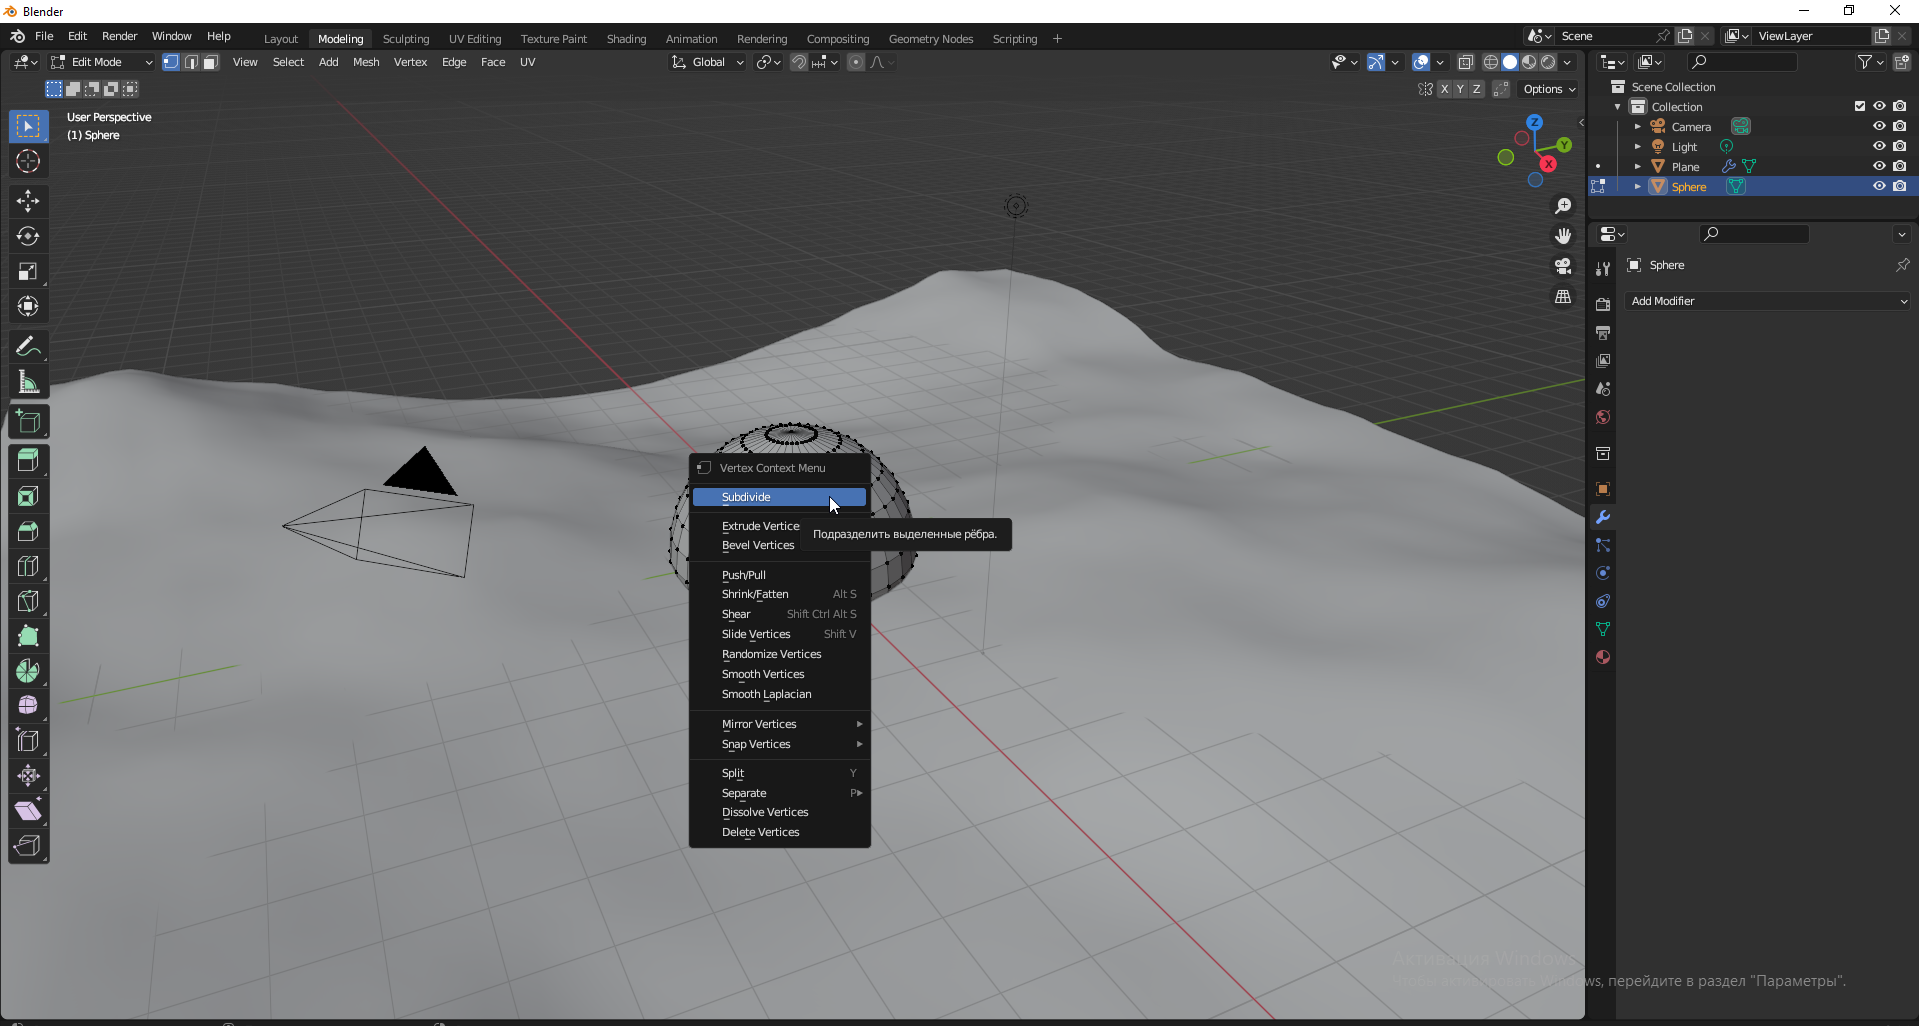 Blender
File Edit Render Window Help
Layout Modeling Sculpting UV Editing Texture Paint Shading Animation Rendering Compositing Geometry Nodes Scripting +
Scene
ViewLayer
Edit Mode
View Select Add Mesh Vertex Edge Face UV
Global
X Y Z
Options
User Perspective
(1) Sphere
Z
Y
X
Scene Collection
Collection
Camera
Light
Plane
Sphere
Sphere
Add Modifier
Vertex Context Menu
Subdivide
Extrude Vertice
Подразделить выделенные рёбра.
Bevel Vertices
Push/Pull
Shrink/Fatten Alt S
Shear Shift Ctrl Alt S
Slide Vertices Shift V
Randomize Vertices
Smooth Vertices
Smooth Laplacian
Mirror Vertices
Snap Vertices
Split Y
Separate P
Dissolve Vertices
Delete Vertices
Активация Windows
ws, перейдите в раздел "Параметры".